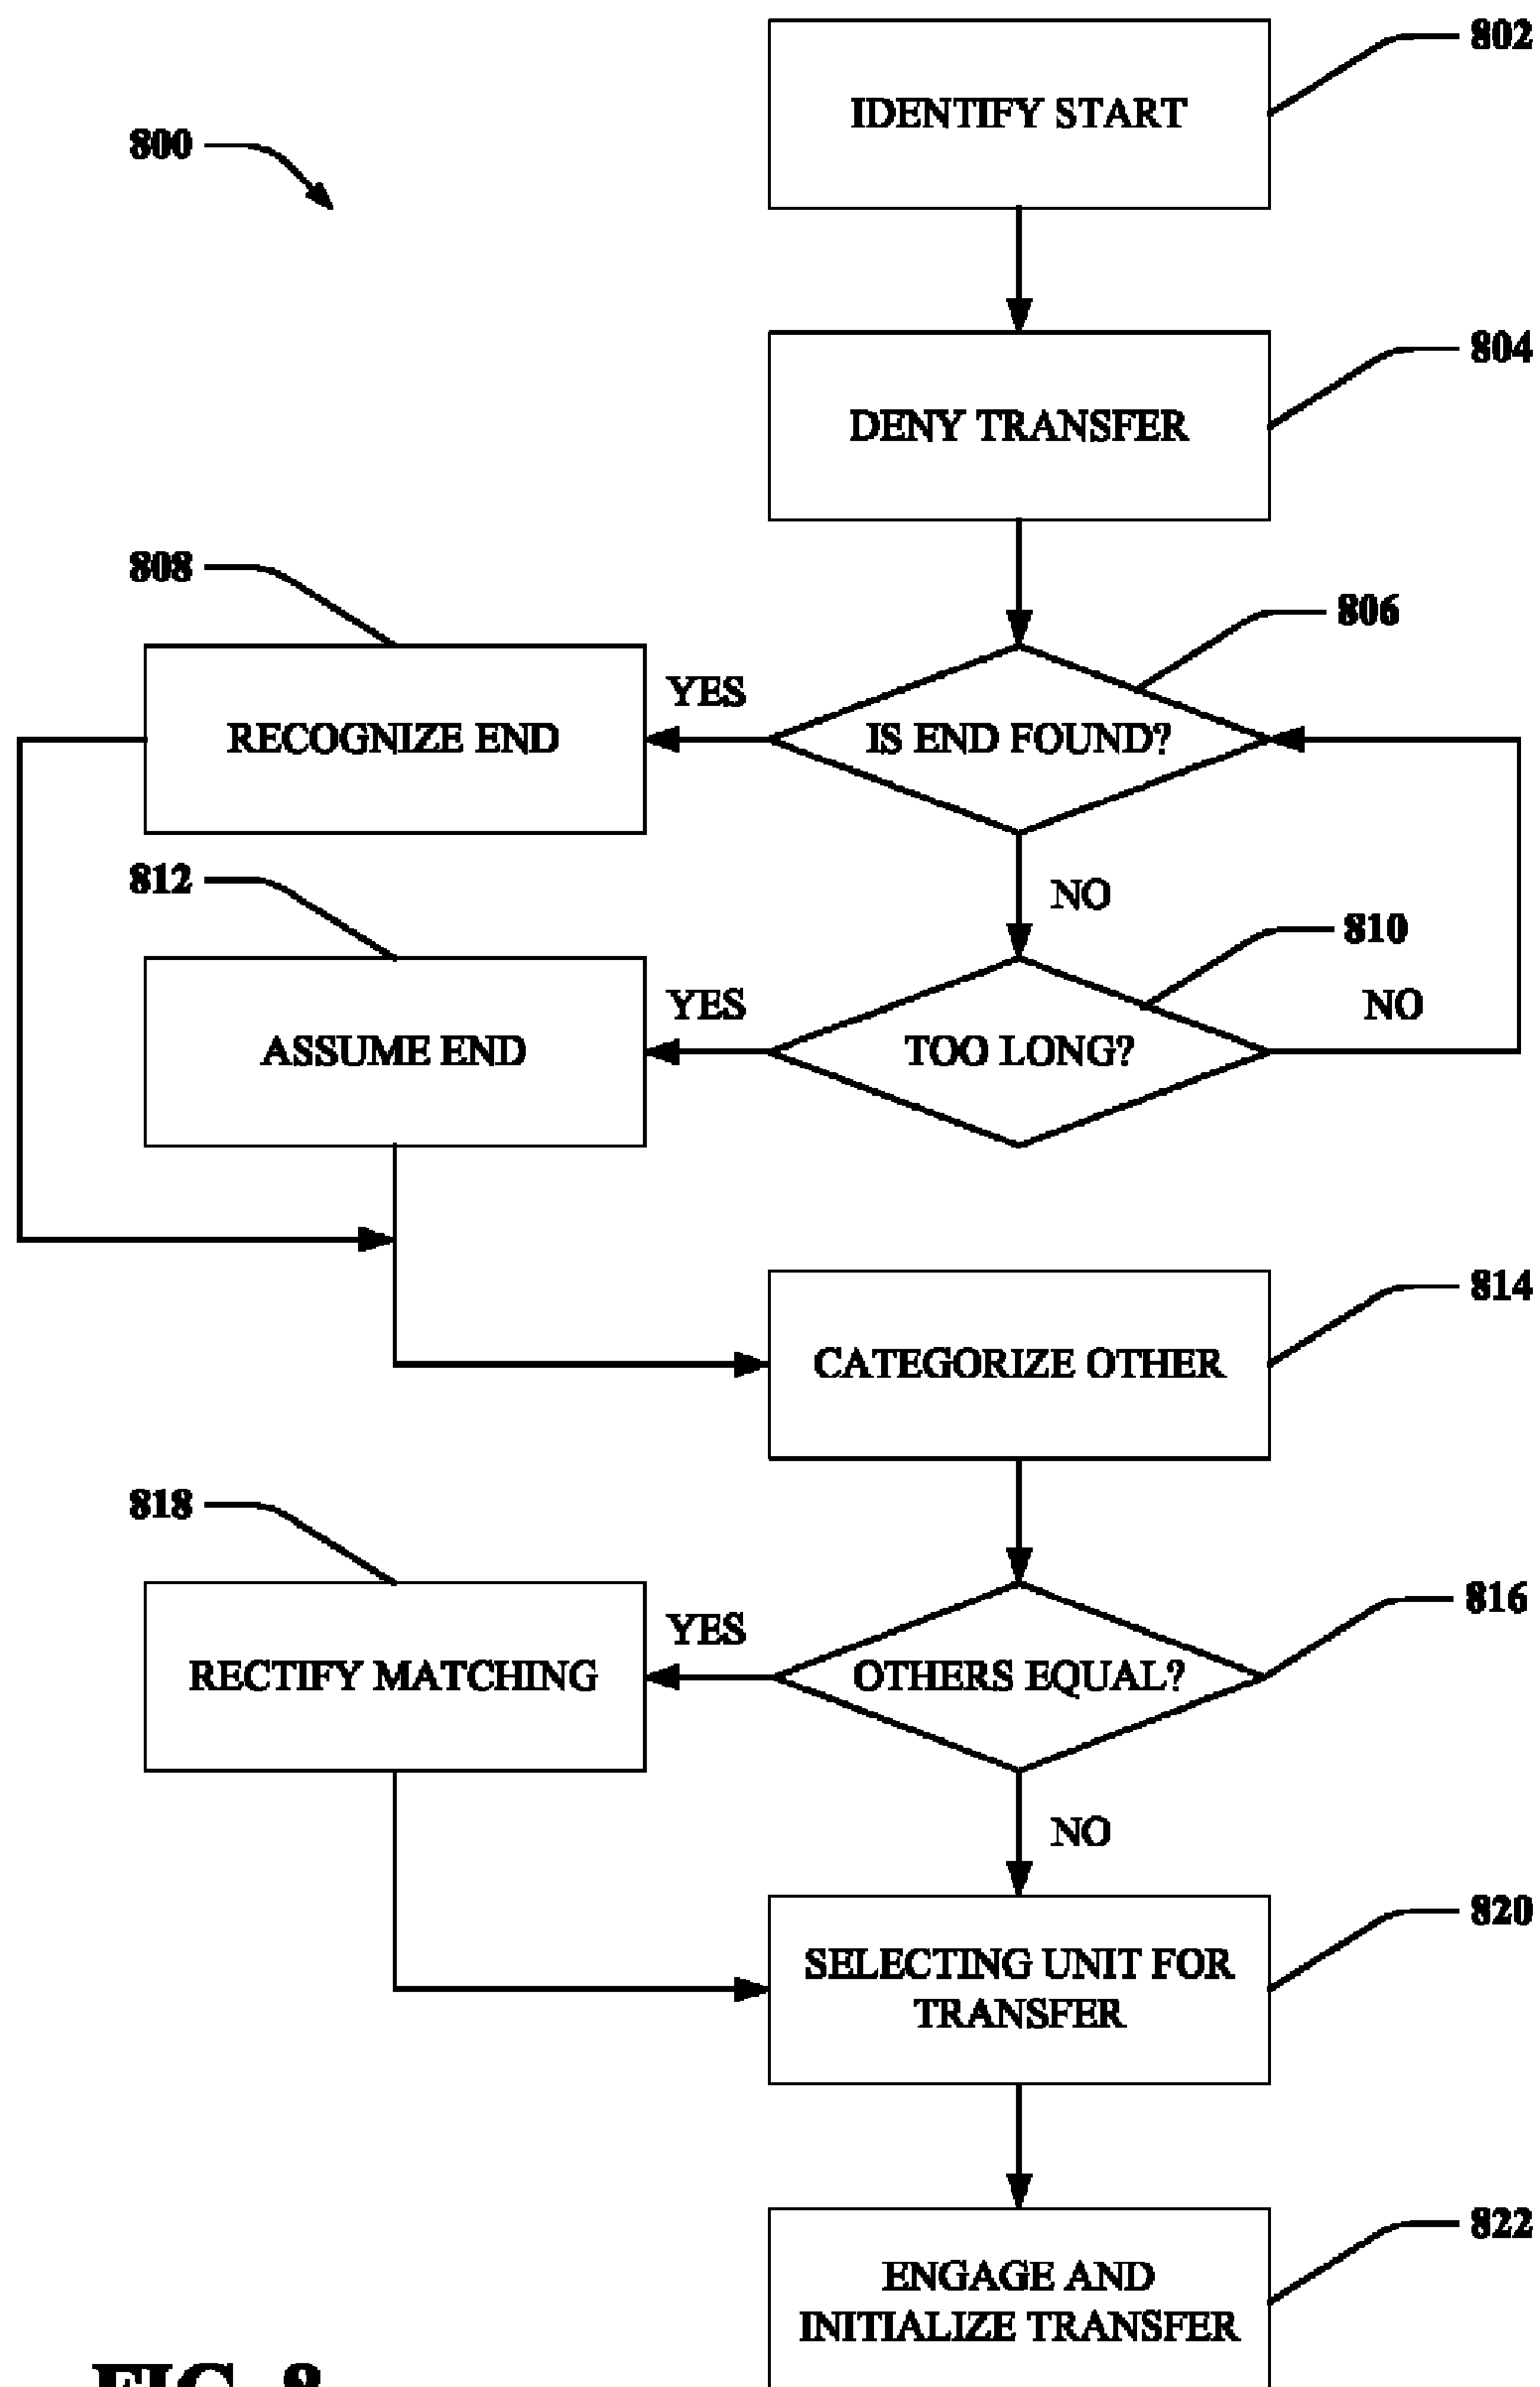 802
IDENTIFY START
800
804
DENY TRANSFER
808
806
YES
RECOGNIZE END
IS END FOUND?
812
NO
810
YES
NO
ASSUME END
TOO LONG?
814
CATEGORIZE OTHER
818
816
YES
RECTIFY MATCHING
OTHERS EQUAL?
NO
820
SELECTING UNIT FOR
TRANSFER
822
ENGAGE AND
INITIALIZE TRANSFER
FIG. 8